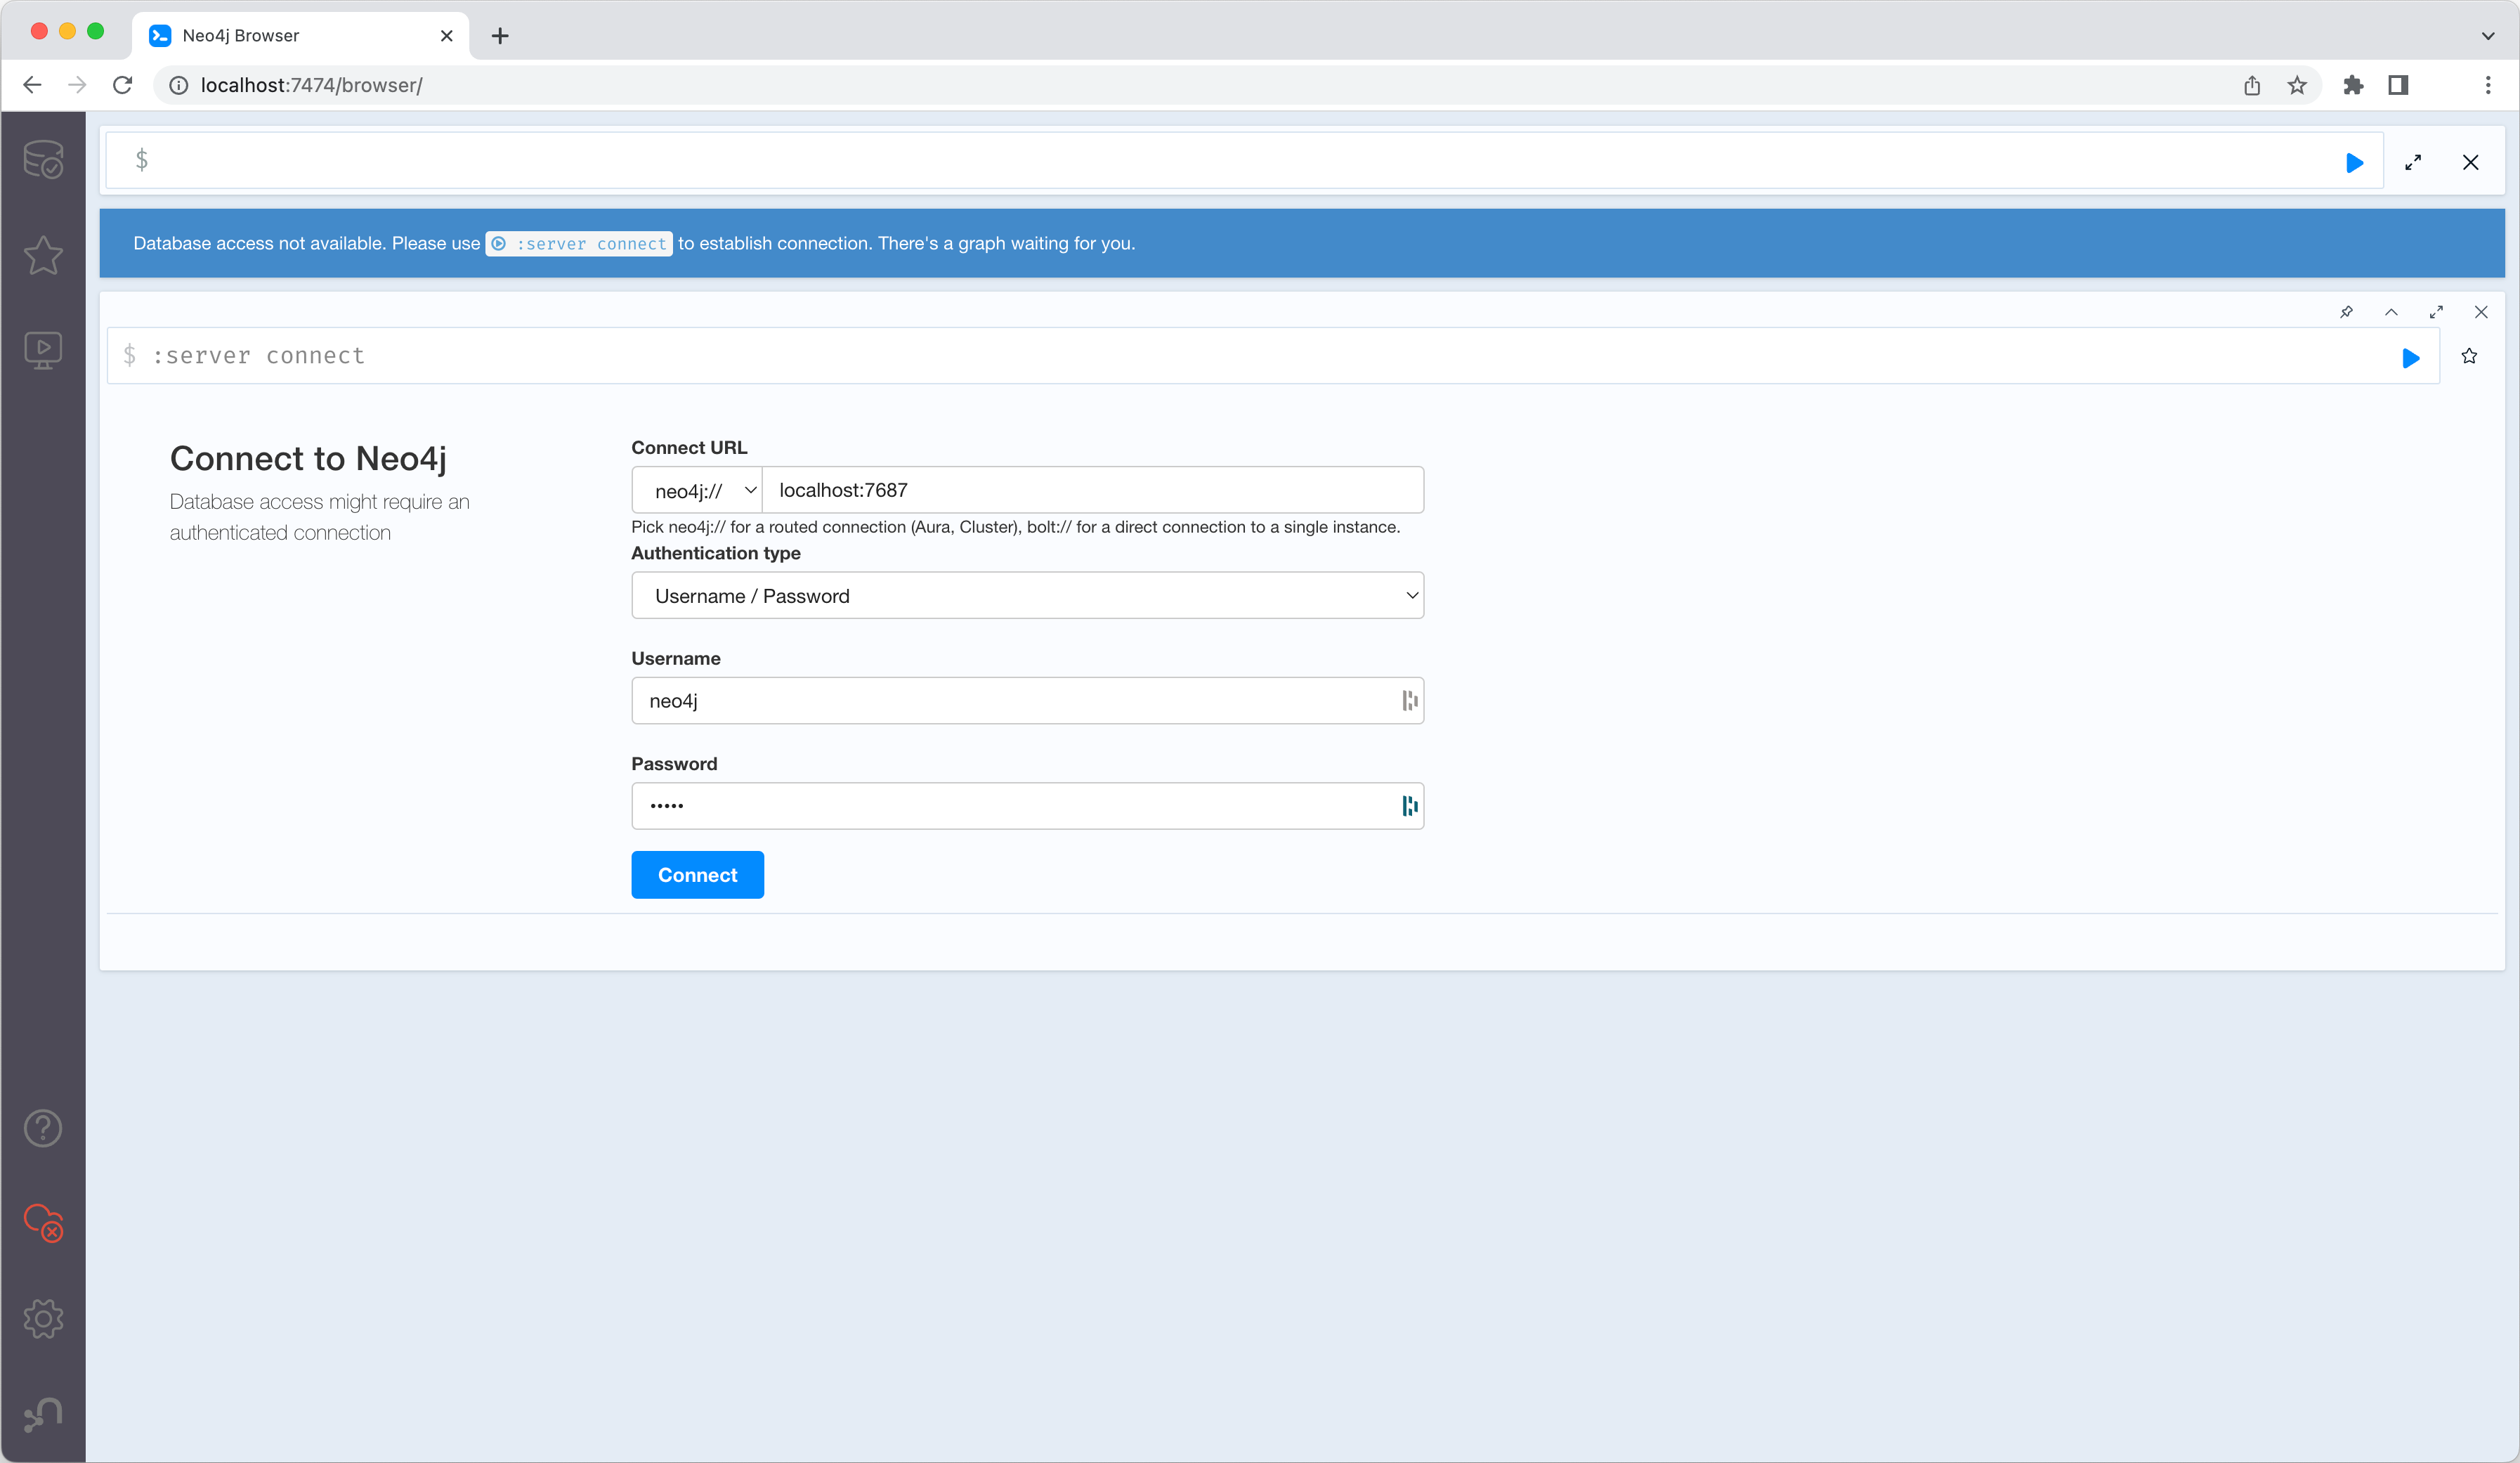 Neo4j Browser
localhost:7474/browser/
$
Database access not available. Please use :server connect to establish connection. There's a graph waiting for you.
$ :server connect
Connect to Neo4j
Database access might require an
authenticated connection
Connect URL
neo4j:// localhost:7687
Pick neo4j:// for a routed connection (Aura, Cluster), bolt:// for a direct connection to a single instance.
Authentication type
Username / Password
Username
neo4j
Password
•••••
Connect